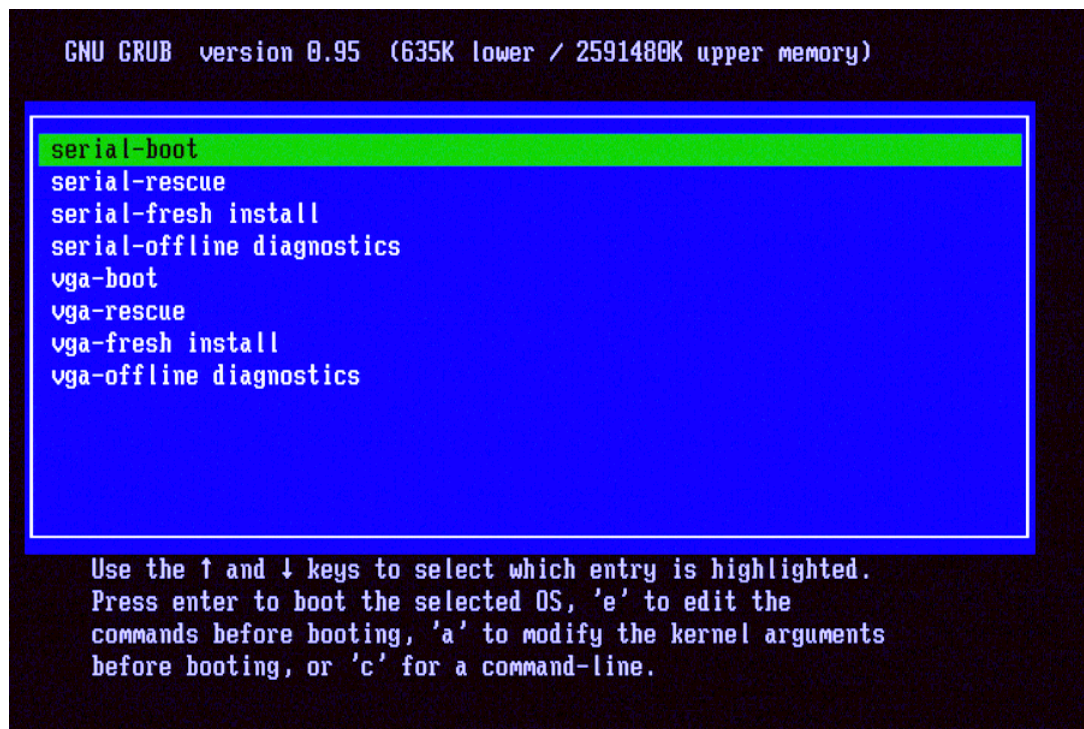 GNU GRUB version 0.95 (635K lower / 2591480K upper memory)
serial-boot
serial-rescue
serial-fresh install
serial-offline diagnostics
vga-boot
vga-rescue
vga-fresh install
vga-offline diagnostics
Use the ↑ and ↓ keys to select which entry is highlighted.
Press enter to boot the selected OS, 'e' to edit the
commands before booting, 'a' to modify the kernel arguments
before booting, or 'c' for a command-line.